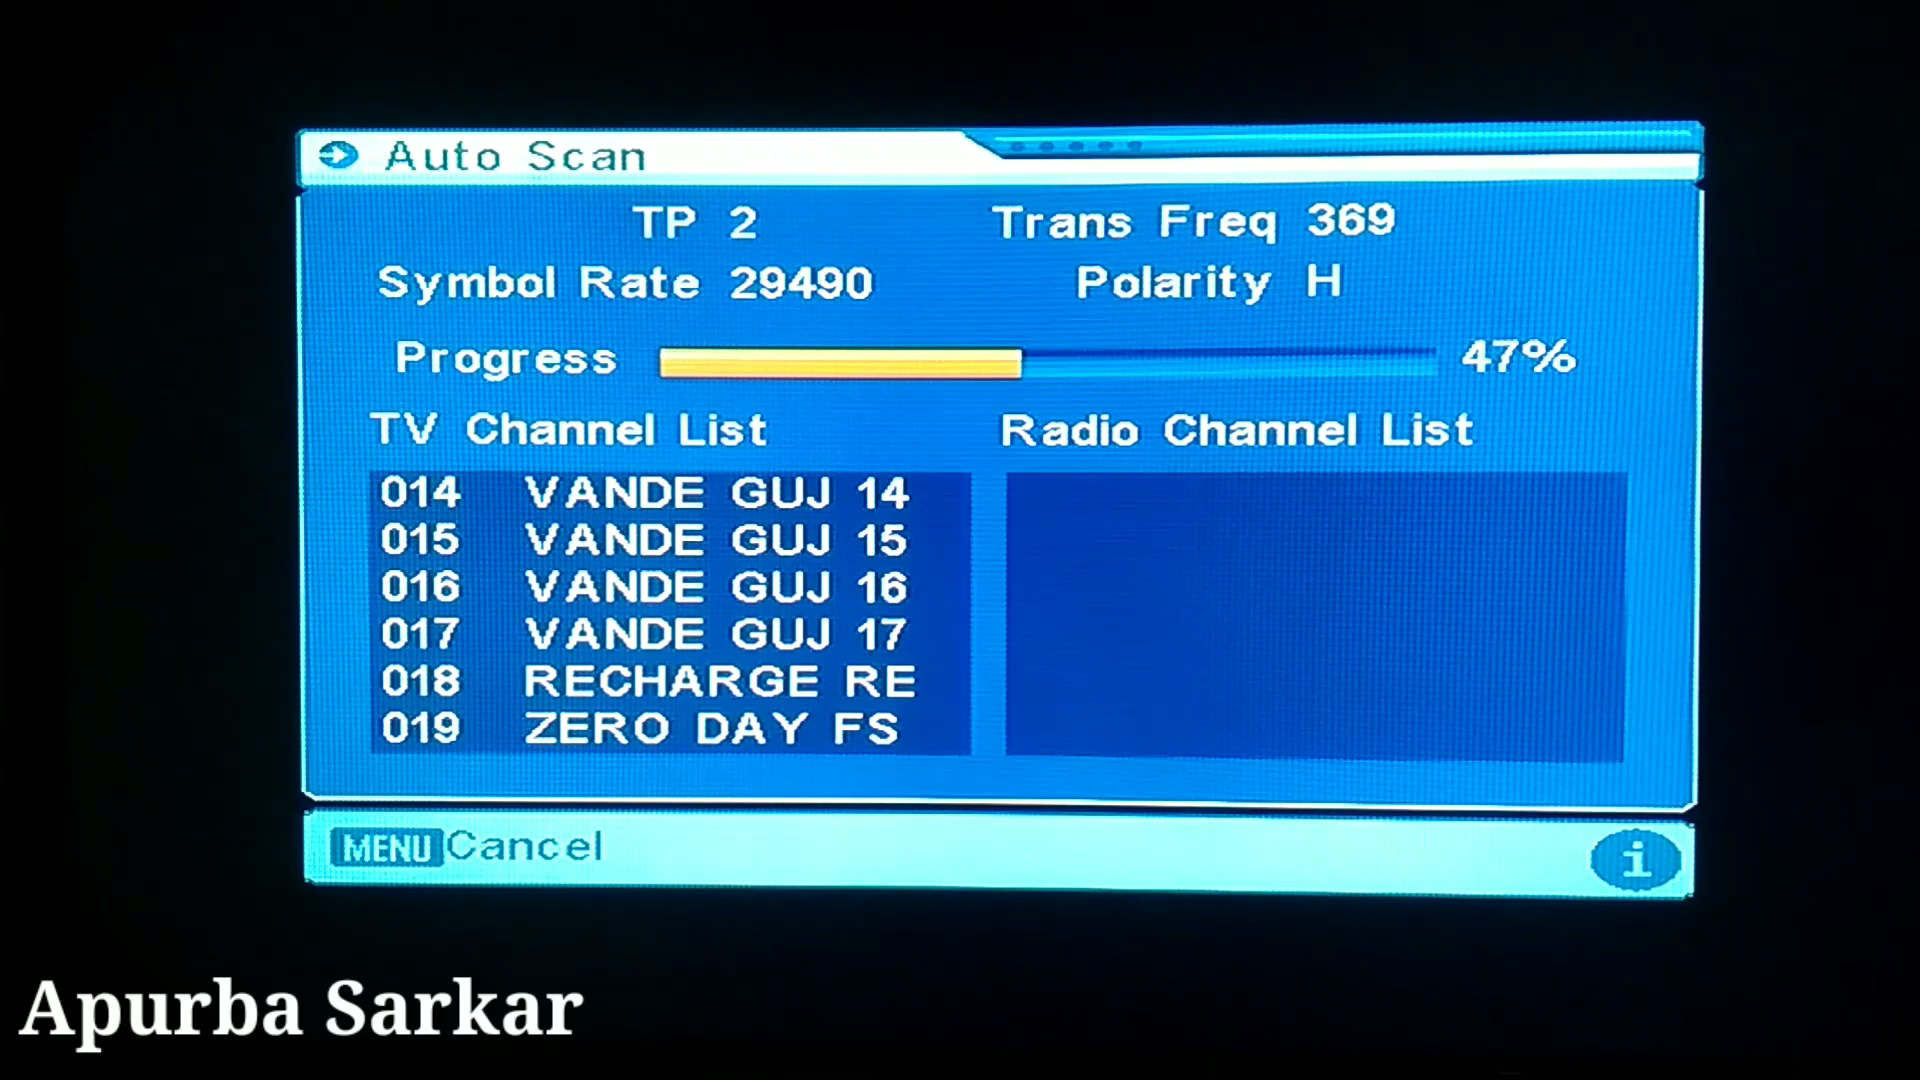 Auto Scan
TP 2 Trans Freq 369
Symbol Rate 29490 Polarity H
Progress 47%
TV Channel List Radio Channel List
014 VANDE GUJ 14
015 VANDE GUJ 15
016 VANDE GUJ 16
017 VANDE GUJ 17
018 RECHARGE RE
019 ZERO DAY FS
MENU Cancel i
Apurba Sarkar